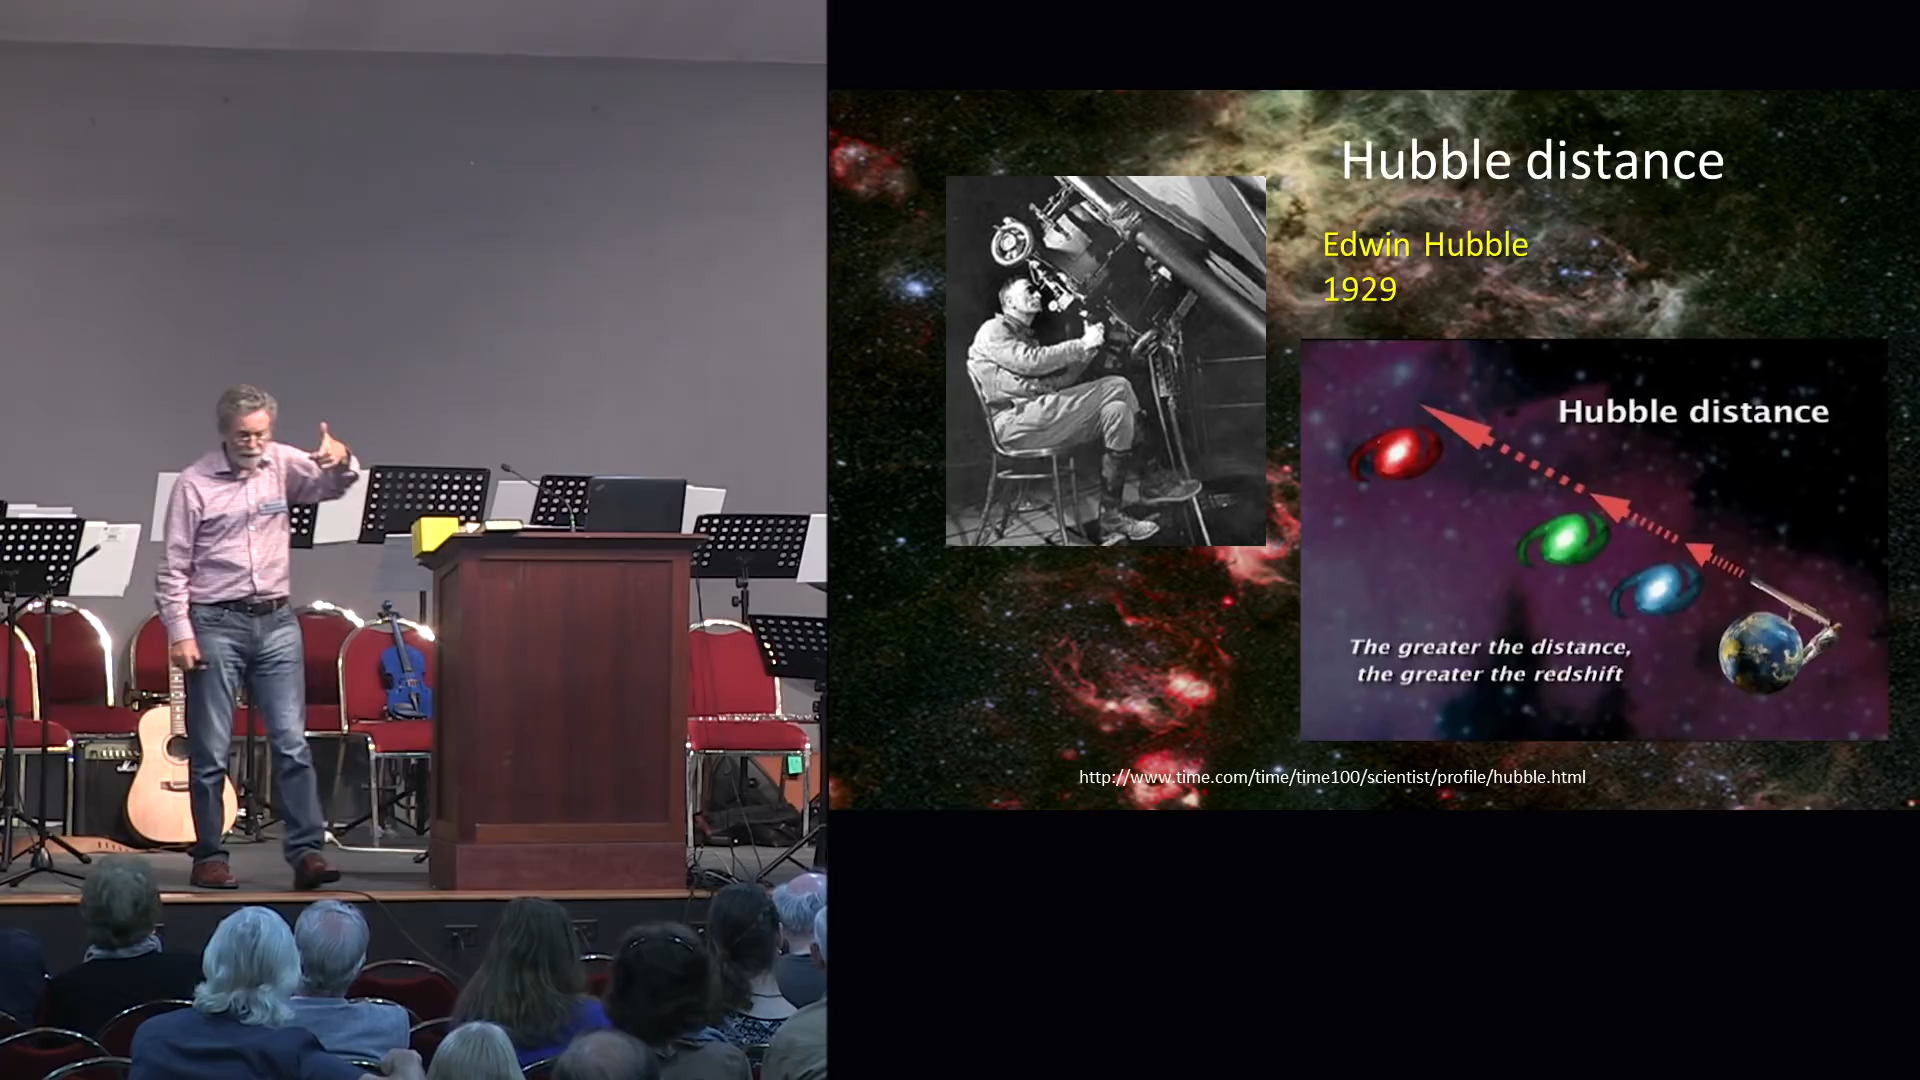 Hubble distance
Edwin Hubble
1929
Hubble distance
The greater the distance,
the greater the redshift
http://www.time.com/time/time100/scientist/profile/hubble.html